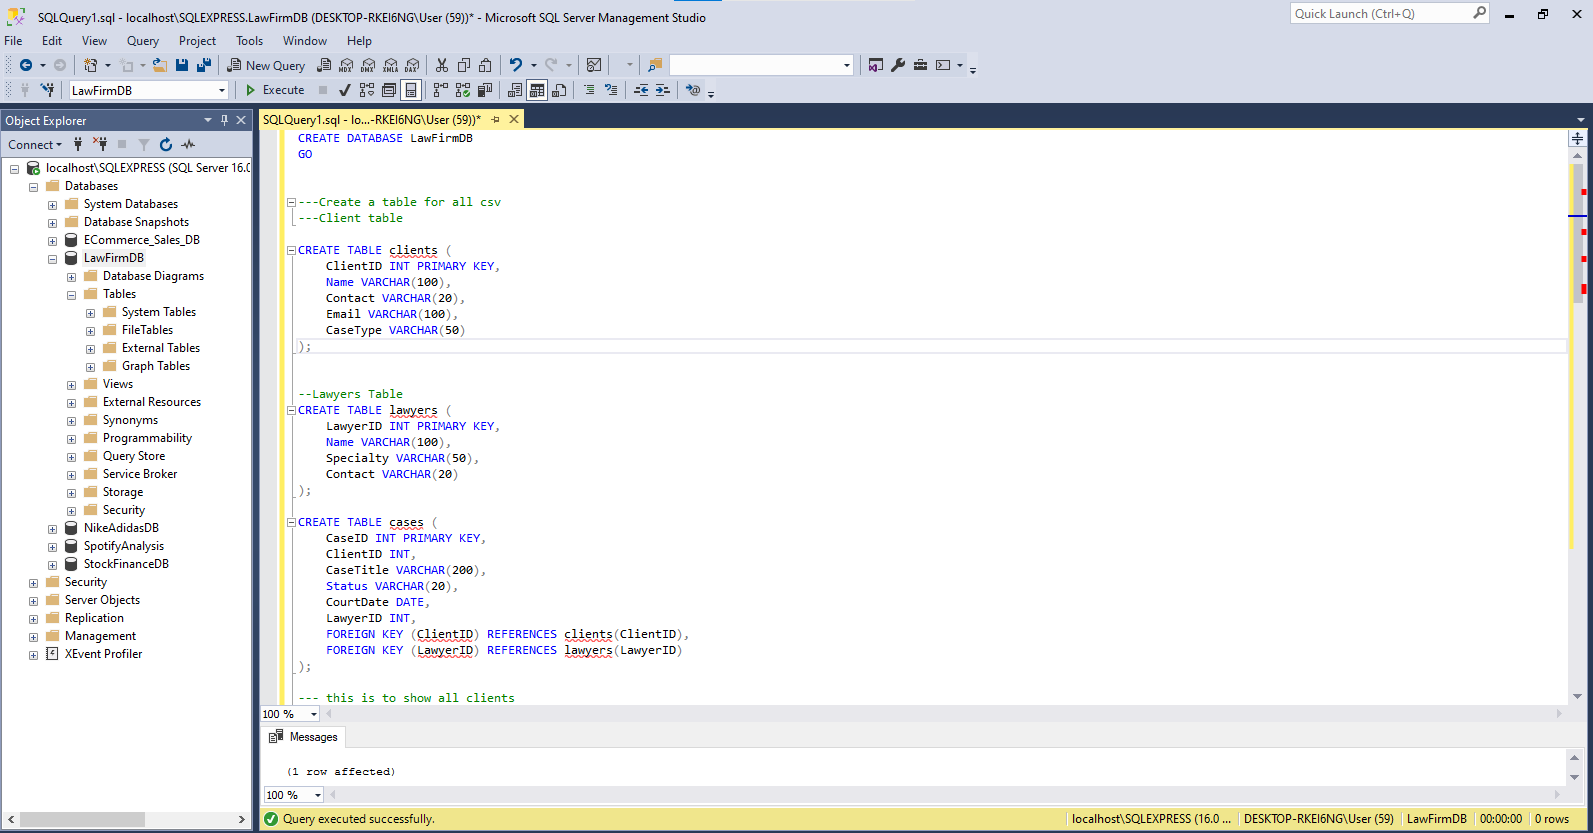 SQLQuery1.sql - localhost\SQLEXPRESS.LawFirmDB (DESKTOP-RKEI6NG\User (59))* - Microsoft SQL Server Management Studio
Quick Launch (Ctrl+Q)
File Edit View Query Project Tools Window Help
New Query MDX DMX XMLA DAX
LawFirmDB Execute
Object Explorer
Connect
localhost\SQLEXPRESS (SQL Server 16.0
Databases
System Databases
Database Snapshots
ECommerce_Sales_DB
LawFirmDB
Database Diagrams
Tables
System Tables
FileTables
External Tables
Graph Tables
Views
External Resources
Synonyms
Programmability
Query Store
Service Broker
Storage
Security
NikeAdidasDB
SpotifyAnalysis
StockFinanceDB
Security
Server Objects
Replication
Management
XEvent Profiler
SQLQuery1.sql - lo...-RKEI6NG\User (59))*
CREATE DATABASE LawFirmDB
GO
---Create a table for all csv
---Client table
CREATE TABLE clients (
ClientID INT PRIMARY KEY,
Name VARCHAR(100),
Contact VARCHAR(20),
Email VARCHAR(100),
CaseType VARCHAR(50)
);
--Lawyers Table
CREATE TABLE lawyers (
LawyerID INT PRIMARY KEY,
Name VARCHAR(100),
Specialty VARCHAR(50),
Contact VARCHAR(20)
);
CREATE TABLE cases (
CaseID INT PRIMARY KEY,
ClientID INT,
CaseTitle VARCHAR(200),
Status VARCHAR(20),
CourtDate DATE,
LawyerID INT,
FOREIGN KEY (ClientID) REFERENCES clients(ClientID),
FOREIGN KEY (LawyerID) REFERENCES lawyers(LawyerID)
);
--- this is to show all clients
100 %
Messages
(1 row affected)
100 %
Query executed successfully.
localhost\SQLEXPRESS (16.0 ... DESKTOP-RKEI6NG\User (59) LawFirmDB 00:00:00 0 rows